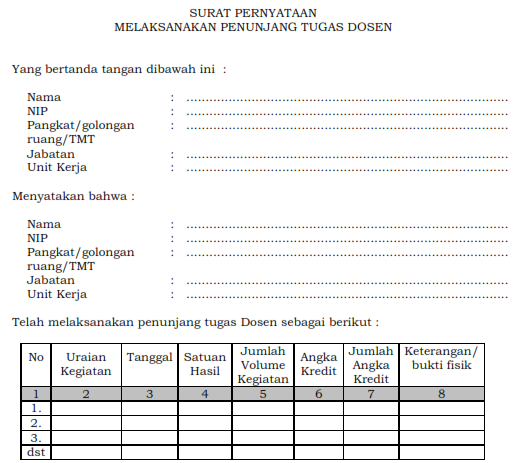 SURAT PERNYATAAN
MELAKSANAKAN PENUNJANG TUGAS DOSEN
Yang bertanda tangan dibawah ini :
Nama : ....................................................................................
NIP : ....................................................................................
Pangkat/golongan : ....................................................................................
ruang/TMT
Jabatan : ....................................................................................
Unit Kerja : ....................................................................................
Menyatakan bahwa :
Nama : ....................................................................................
NIP : ....................................................................................
Pangkat/golongan : ....................................................................................
ruang/TMT
Jabatan : ....................................................................................
Unit Kerja : ....................................................................................
Telah melaksanakan penunjang tugas Dosen sebagai berikut :
No Uraian Kegiatan Tanggal Satuan Hasil Jumlah Volume Kegiatan Angka Kredit Jumlah Angka Kredit Keterangan/ bukti fisik
1 2 3 4 5 6 7 8
1.
2.
3.
dst